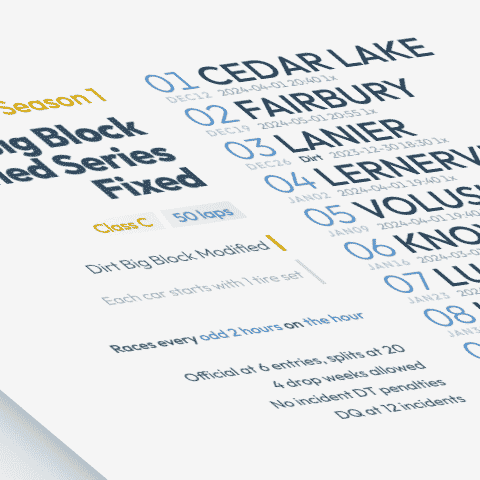 Season 1
Big Block
Series
Fixed
Class C 50 laps
Dirt Big Block Modified
Each car starts with 1 tire set
Races every odd 2 hours on the hour
Official at 6 entries, splits at 20
4 drop weeks allowed
No incident DT penalties
DQ at 12 incidents
01 CEDAR LAKE
DEC12 2024-04-01 20:40 1x
02 FAIRBURY
DEC19 2024-05-01 20:55 1x
03 LANIER
DEC26 Dirt 2023-12-30 18:30 1x
04 LERNERV
JAN02 2024-04-01 19:40 1x
05 VOLUS
JAN09 2024-04-01 19:40
06 KNO
JAN16 2024-03-0
07 LU
JAN23 202
08